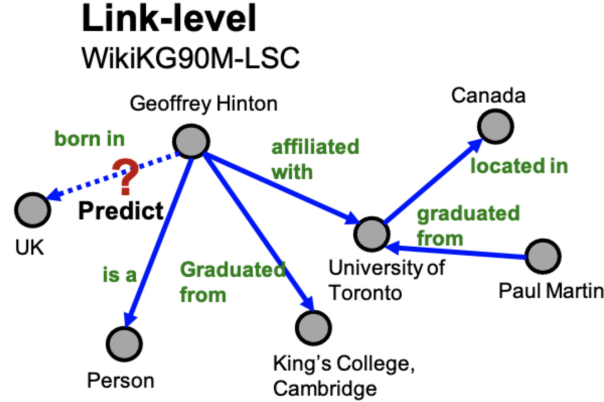 Link-level
WikiKG90M-LSC
Geoffrey Hinton
Canada
born in
affiliated
with
located in
?
Predict
graduated
from
UK
is a
Graduated
from
University of
Toronto
Paul Martin
Person
King's College,
Cambridge